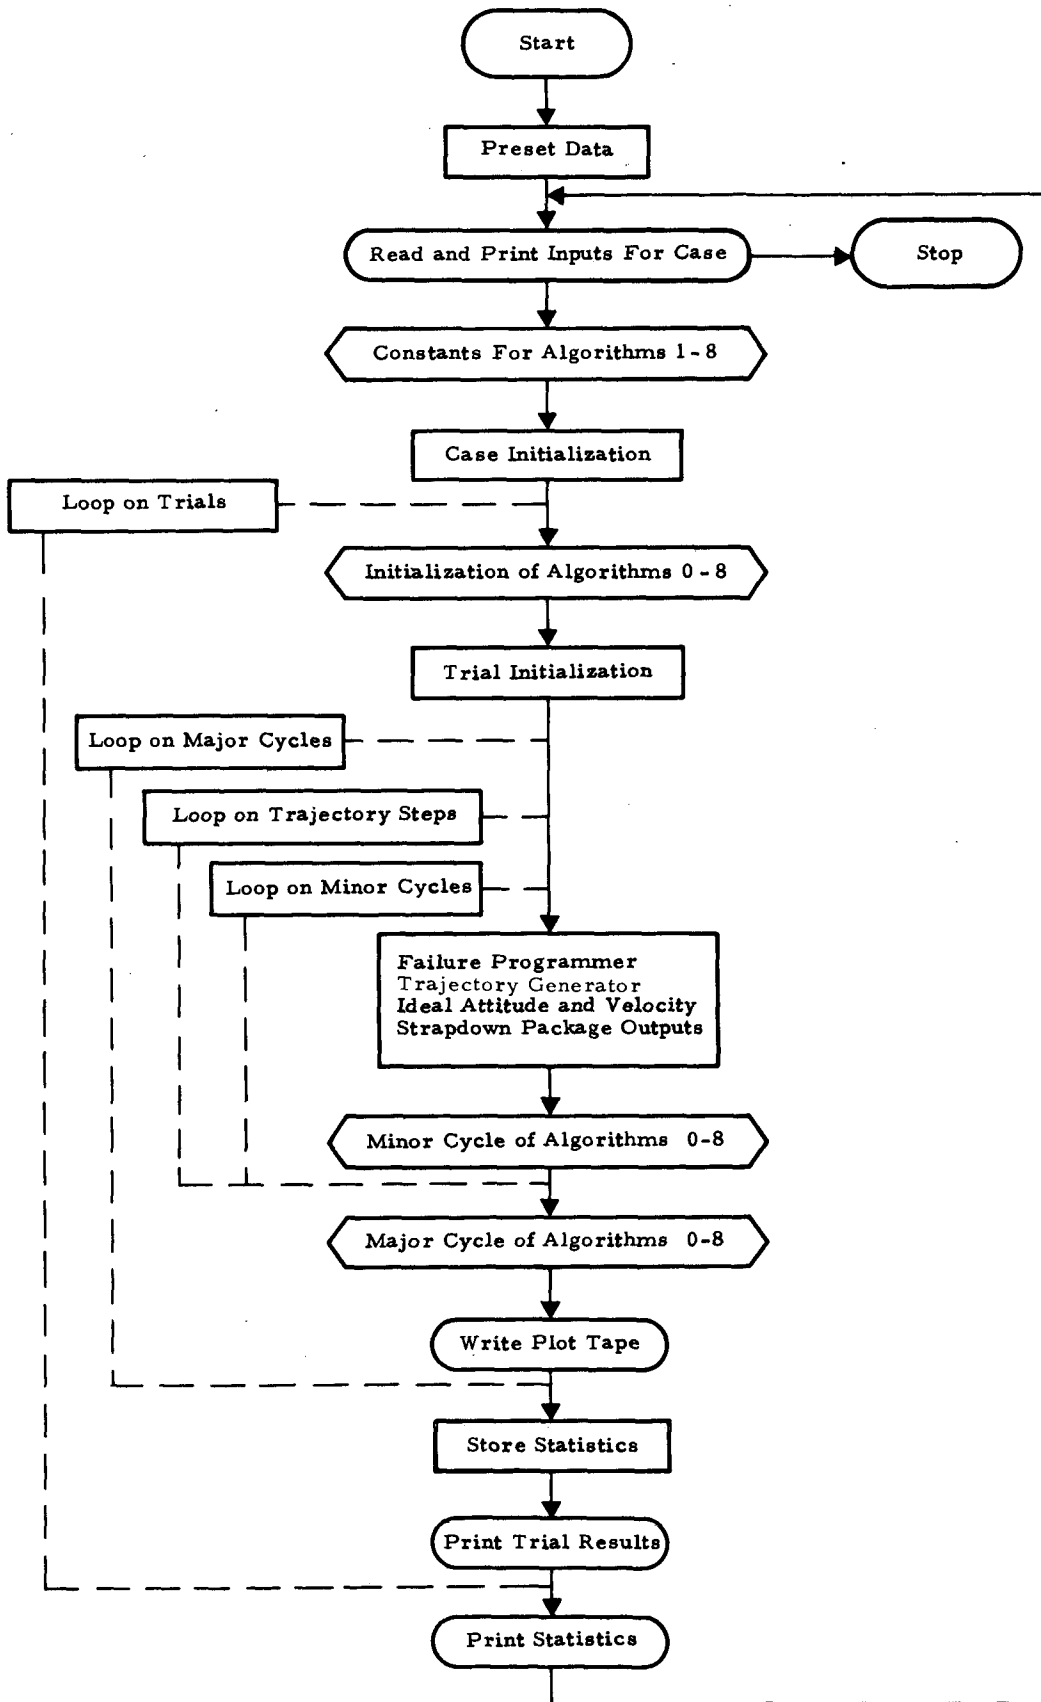 Start
Preset Data
Read and Print Inputs For Case
Stop
Constants For Algorithms 1-8
Case Initialization
Loop on Trials
Initialization of Algorithms 0-8
Trial Initialization
Loop on Major Cycles
Loop on Trajectory Steps
Loop on Minor Cycles
Failure Programmer
Trajectory Generator
Ideal Attitude and Velocity
Strapdown Package Outputs
Minor Cycle of Algorithms 0-8
Major Cycle of Algorithms 0-8
Write Plot Tape
Store Statistics
Print Trial Results
Print Statistics